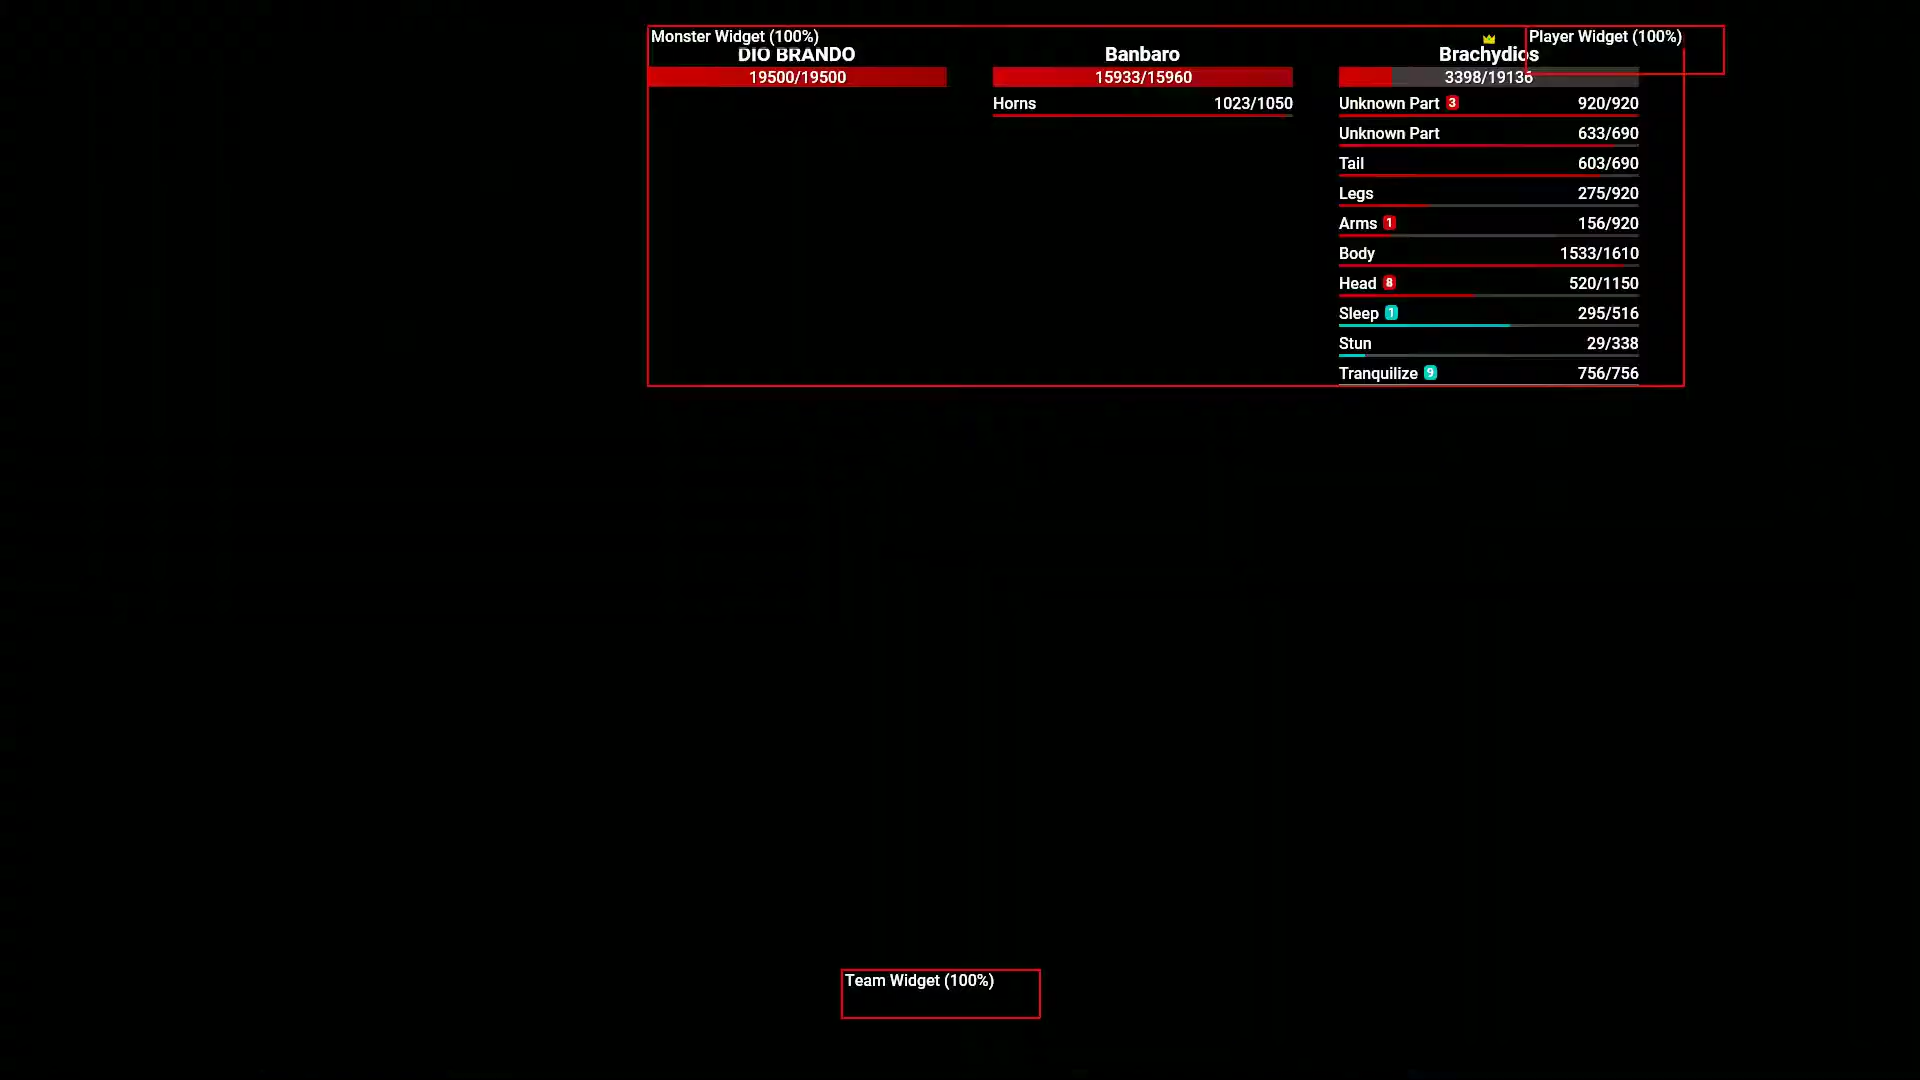 Monster Widget (100%)
Player Widget (100%)
DIO BRANDO
Banbaro
Brachydios
19500/19500
15933/15960
3398/19136
Horns 1023/1050
Unknown Part 3 920/920
Unknown Part 633/690
Tail 603/690
Legs 275/920
Arms 1 156/920
Body 1533/1610
Head 8 520/1150
Sleep 1 295/516
Stun 29/338
Tranquilize 9 756/756
Team Widget (100%)